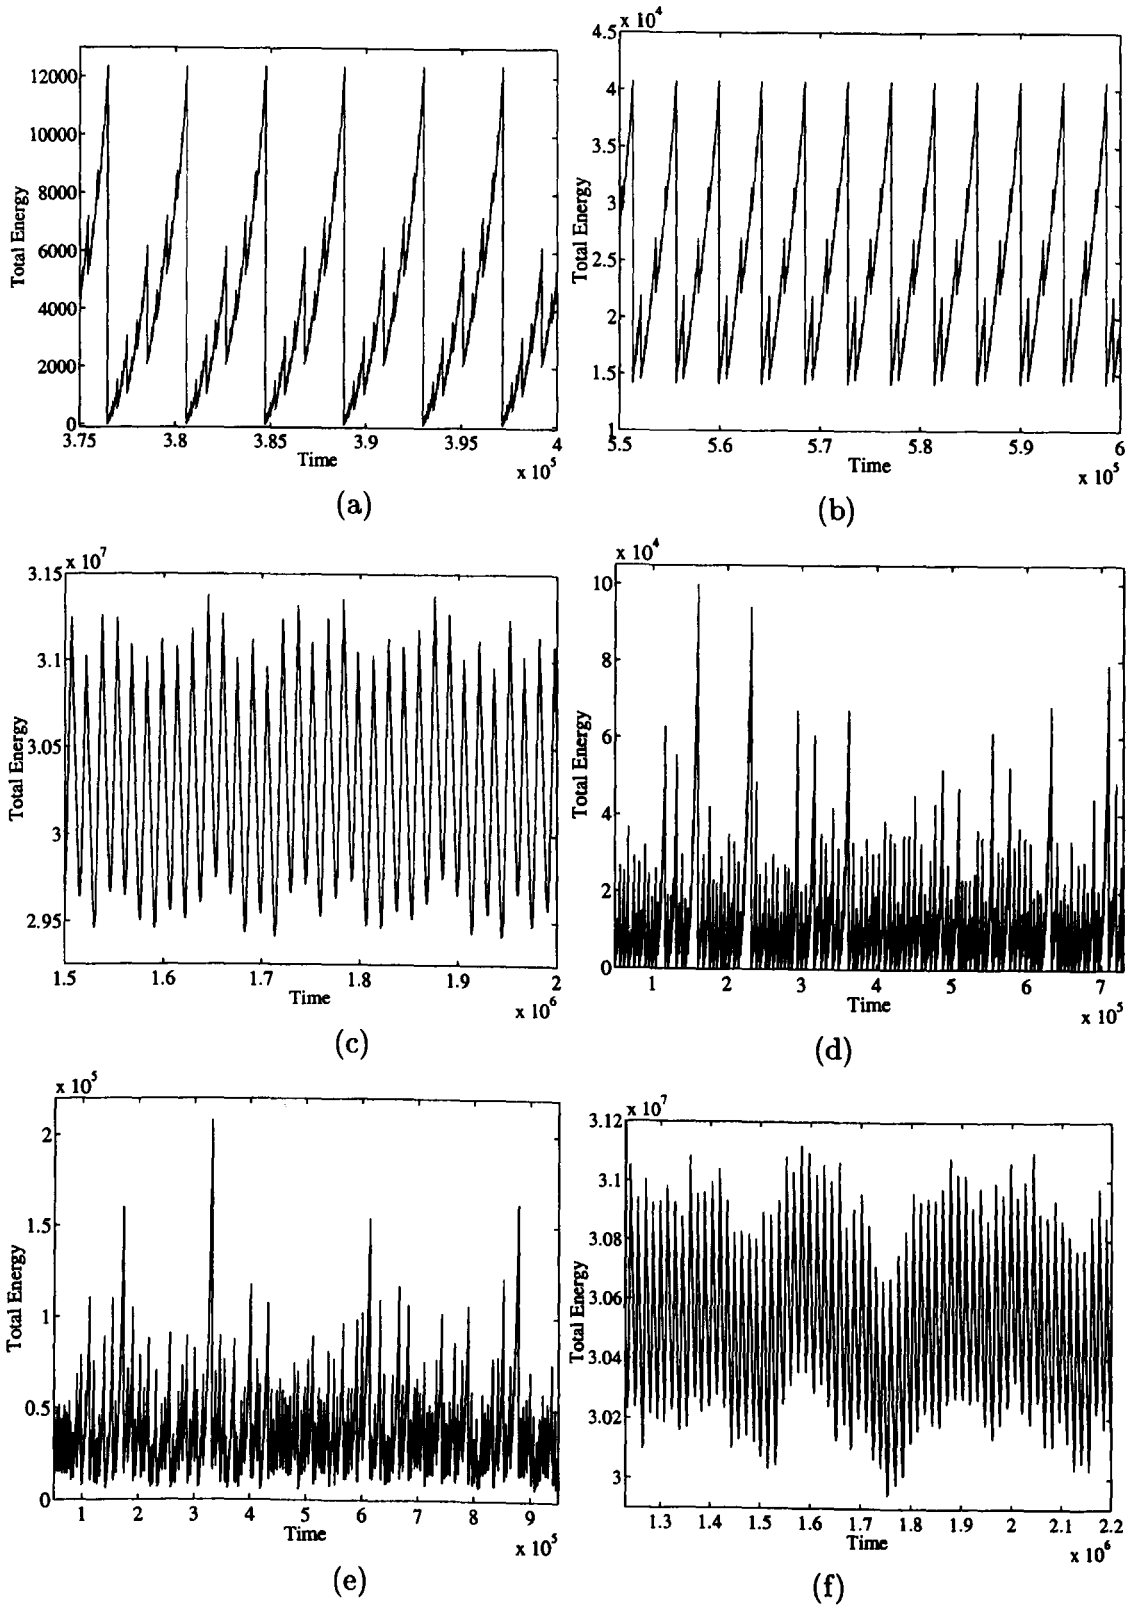 12000
10000
8000
6000
4000
2000
0
Total Energy
3.75 3.8 3.85 3.9 3.95 4
Time
x 10^5
(a)
x 10^4
4.5
4
3.5
3
2.5
2
1.5
1
Total Energy
5.5 5.6 5.7 5.8 5.9 6
Time
x 10^5
(b)
x 10^7
3.15
3.1
3.05
3
2.95
Total Energy
1.5 1.6 1.7 1.8 1.9 2
Time
x 10^6
(c)
x 10^4
10
8
6
4
2
0
Total Energy
1 2 3 4 5 6 7
Time
x 10^5
(d)
x 10^5
2
1.5
1
0.5
0
Total Energy
1 2 3 4 5 6 7 8 9
Time
x 10^5
(e)
x 10^7
3.12
3.1
3.08
3.06
3.04
3.02
3
Total Energy
1.3 1.4 1.5 1.6 1.7 1.8 1.9 2 2.1 2.2
Time
x 10^6
(f)